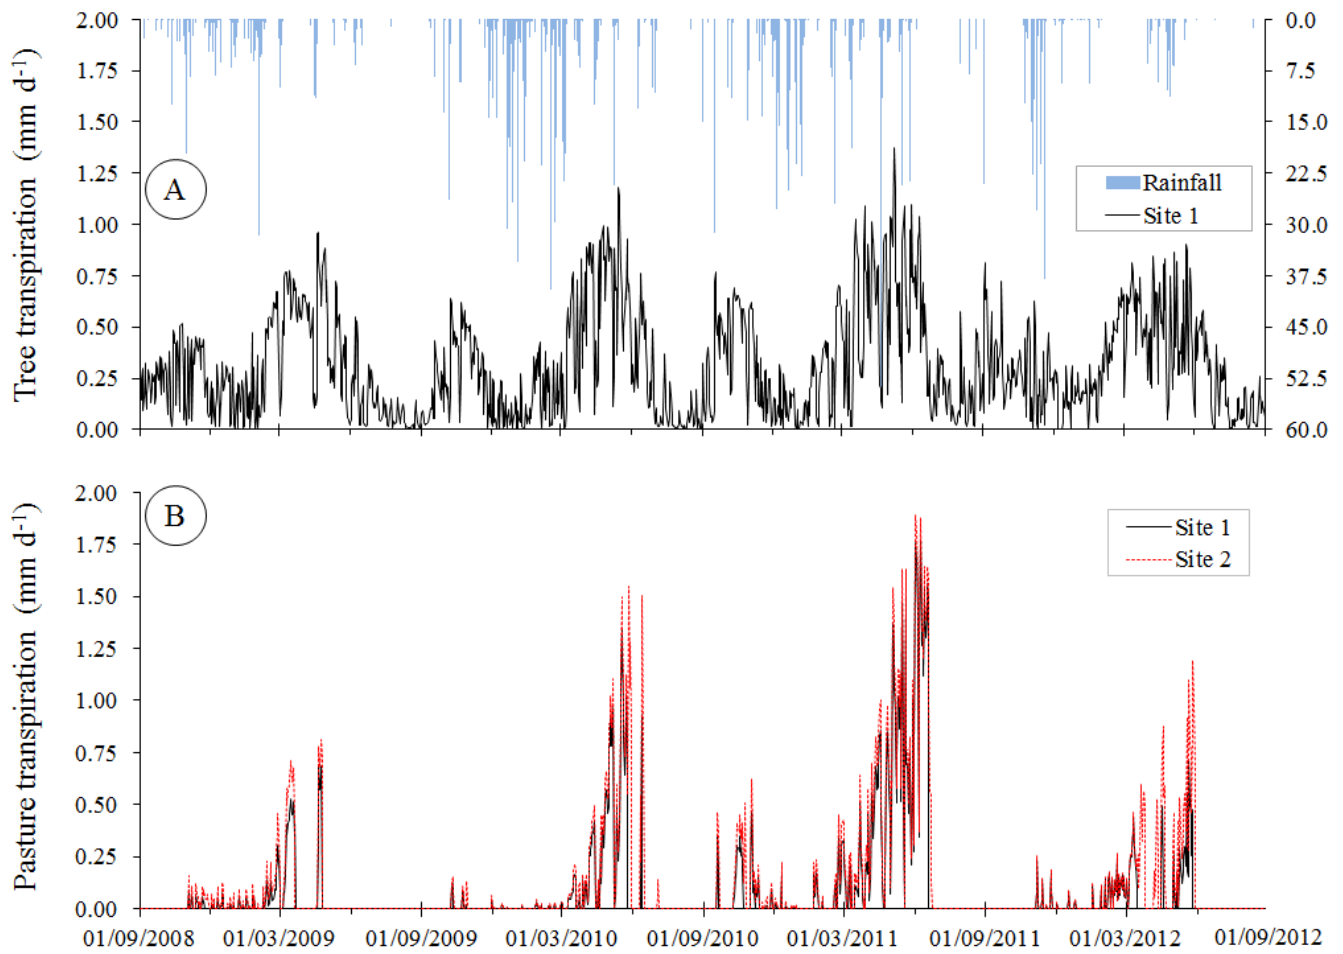 2.00 0.0
1.75 7.5
1.50 15.0
1.25 22.5
1.00 30.0
0.75 37.5
0.50 45.0
0.25 52.5
0.00 60.0
Tree transpiration (mm d-1)
A
Rainfall
Site 1
2.00
1.75
1.50
1.25
1.00
0.75
0.50
0.25
0.00
Pasture transpiration (mm d-1)
B
Site 1
Site 2
01/09/2008 01/03/2009 01/09/2009 01/03/2010 01/09/2010 01/03/2011 01/09/2011 01/03/2012 01/09/2012